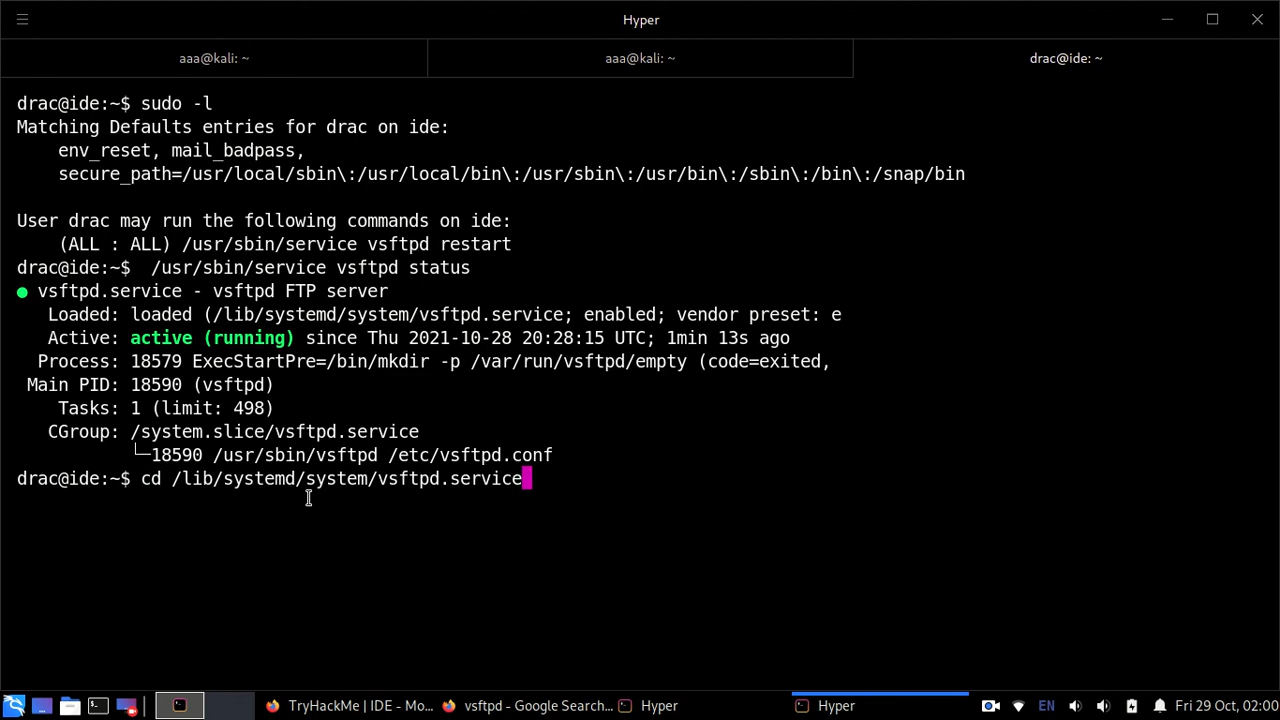 Hyper
aaa@kali: ~
aaa@kali: ~
drac@ide: ~
drac@ide:~$ sudo -l
Matching Defaults entries for drac on ide:
    env_reset, mail_badpass,
    secure_path=/usr/local/sbin\:/usr/local/bin\:/usr/sbin\:/usr/bin\:/sbin\:/bin\:/snap/bin
User drac may run the following commands on ide:
    (ALL : ALL) /usr/sbin/service vsftpd restart
drac@ide:~$  /usr/sbin/service vsftpd status
● vsftpd.service - vsftpd FTP server
   Loaded: loaded (/lib/systemd/system/vsftpd.service; enabled; vendor preset: e
   Active: active (running) since Thu 2021-10-28 20:28:15 UTC; 1min 13s ago
  Process: 18579 ExecStartPre=/bin/mkdir -p /var/run/vsftpd/empty (code=exited,
 Main PID: 18590 (vsftpd)
    Tasks: 1 (limit: 498)
   CGroup: /system.slice/vsftpd.service
           └─18590 /usr/sbin/vsftpd /etc/vsftpd.conf
drac@ide:~$ cd /lib/systemd/system/vsftpd.service
TryHackMe | IDE - Mo...
vsftpd - Google Search...
Hyper
Hyper
EN
Fri 29 Oct, 02:00